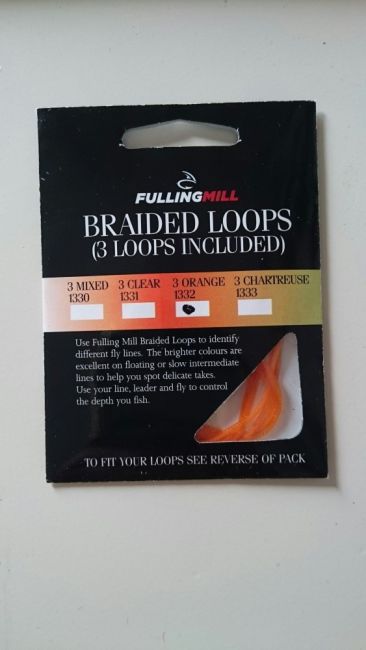 FULLINGMILL
BRAIDED LOOPS
(3 LOOPS INCLUDED)
3 MIXED 3 CLEAR 3 ORANGE 3 CHARTREUSE
1330 1331 1332 1333
Use Fulling Mill Braided Loops to identify
different fly lines. The brighter colours are
excellent on floating or slow intermediate
lines to help you spot delicate takes.
Use your line, leader and fly to control
the depth you fish.
TO FIT YOUR LOOPS SEE REVERSE OF PACK